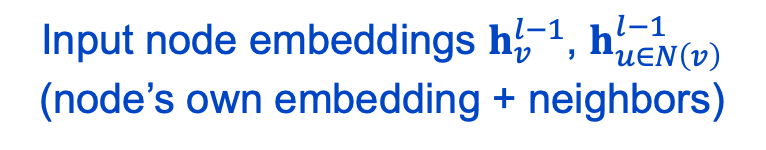 Input node embeddings 𝐡_𝑣^{𝑙−1}, 𝐡_{𝑢∈𝑁(𝑣)}^{𝑙−1}
(node’s own embedding + neighbors)